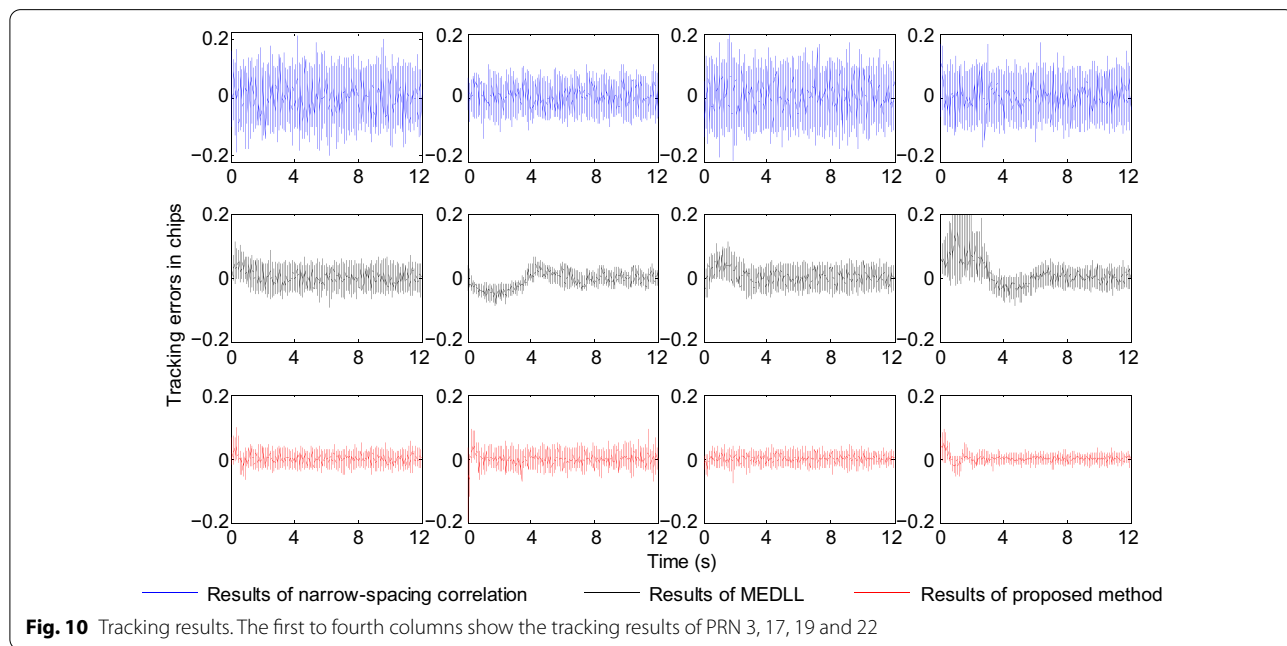 0.2 0.2 0.2 0.2
0 0 0 0
−0.2 −0.2 −0.2 −0.2
0 4 8 12 0 4 8 12 0 4 8 12 0 4 8 12
Tracking errors in chips
0.2 0.2 0.2 0.2
0 0 0 0
−0.2 −0.2 −0.2 −0.2
0 4 8 12 0 4 8 12 0 4 8 12 0 4 8 12
0.2 0.2 0.2 0.2
0 0 0 0
−0.2 −0.2 −0.2 −0.2
0 4 8 12 0 4 8 12 0 4 8 12 0 4 8 12
Time (s)
Results of narrow-spacing correlation Results of MEDLL Results of proposed method
Fig. 10 Tracking results. The first to fourth columns show the tracking results of PRN 3, 17, 19 and 22